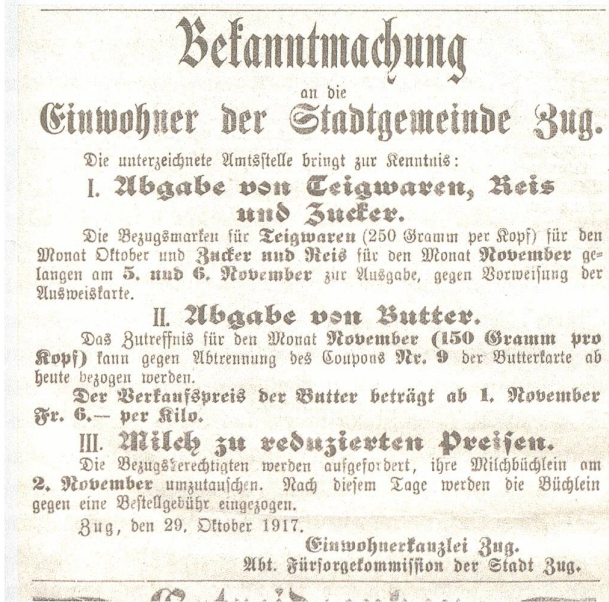 Bekanntmachung
an die
Einwohner der Stadtgemeinde Zug.
Die unterzeichnete Amtsstelle bringt zur Kenntnis:
I. Abgabe von Teigwaren, Reis
und Zucker.
Die Bezugsmarken für Teigwaren (250 Gramm per Kopf) für den
Monat Oktober und Zucker und Reis für den Monat November ge-
langen am 5. und 6. November zur Ausgabe, gegen Vorweisung der
Ausweiskarte.
II. Abgabe von Butter.
Das Zutreffnis für den Monat November (150 Gramm pro
Kopf) kann gegen Abtrennung des Coupons Nr. 9 der Butterkarte ab
heute bezogen werden.
Der Verkaufspreis der Butter beträgt ab 1. November
Fr. 6.— per Kilo.
III. Milch zu reduzierten Preisen.
Die Bezugsberechtigten werden aufgefordert, ihre Milchbüchlein am
2. November umzutauschen. Nach diesem Tage werden die Büchlein
gegen eine Bestellgebühr eingezogen.
Zug, den 29. Oktober 1917.
Einwohnerkanzlei Zug.
Abt. Fürsorgekommission der Stadt Zug.